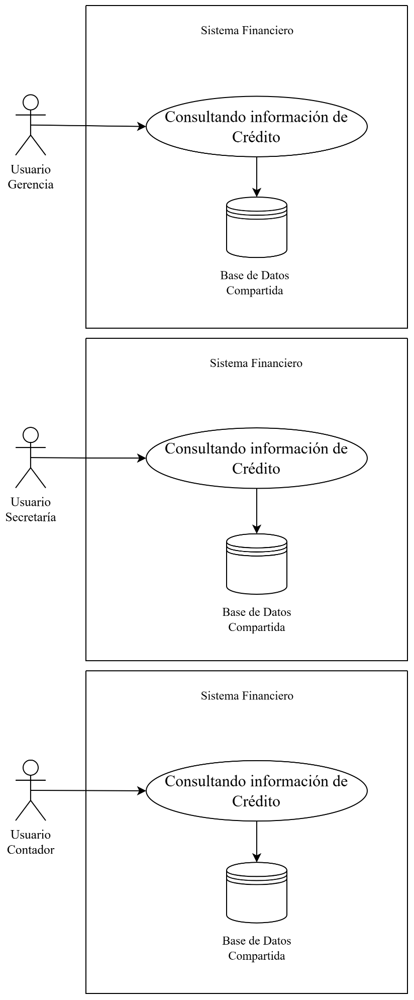 Sistema Financiero
Consultando información de
Crédito
Usuario
Gerencia
Base de Datos
Compartida
Sistema Financiero
Consultando información de
Crédito
Usuario
Secretaría
Base de Datos
Compartida
Sistema Financiero
Consultando información de
Crédito
Usuario
Contador
Base de Datos
Compartida